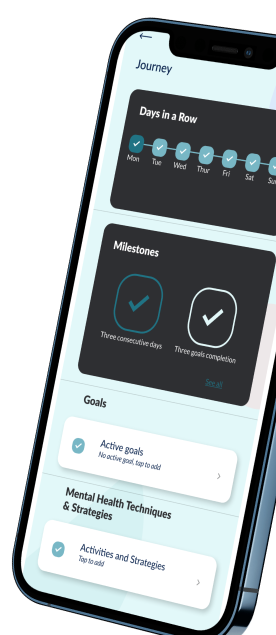 Journey
Days in a Row
Mon Tue Wed Thur Fri Sat Sun
Milestones
Three consecutive days Three goals completion
See all
Goals
Active goals
No active goal, tap to add
Mental Health Techniques
& Strategies
Activities and Strategies
Tap to add